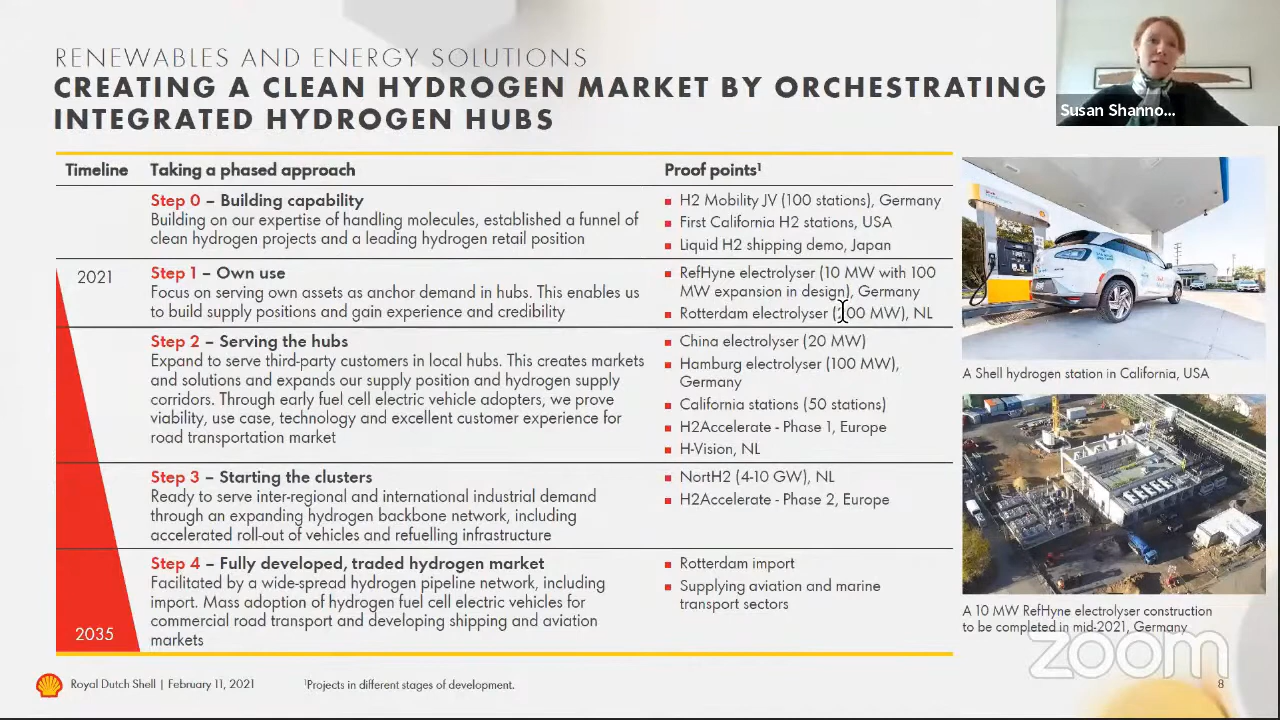 RENEWABLES AND ENERGY SOLUTIONS
CREATING A CLEAN HYDROGEN MARKET BY ORCHESTRATING
INTEGRATED HYDROGEN HUBS
Susan Shanno...
Timeline
Taking a phased approach
Proof points¹
Step 0 – Building capability
Building on our expertise of handling molecules, established a funnel of
clean hydrogen projects and a leading hydrogen retail position
H2 Mobility JV (100 stations), Germany
First California H2 stations, USA
Liquid H2 shipping demo, Japan
2021
Step 1 – Own use
Focus on serving own assets as anchor demand in hubs. This enables us
to build supply positions and gain experience and credibility
RefHyne electrolyser (10 MW with 100
MW expansion in design), Germany
Rotterdam electrolyser (200 MW), NL
Step 2 – Serving the hubs
Expand to serve third-party customers in local hubs. This creates markets
and solutions and expands our supply position and hydrogen supply
corridors. Through early fuel cell electric vehicle adopters, we prove
viability, use case, technology and excellent customer experience for
road transportation market
China electrolyser (20 MW)
Hamburg electrolyser (100 MW),
Germany
California stations (50 stations)
H2Accelerate - Phase 1, Europe
H-Vision, NL
Step 3 – Starting the clusters
Ready to serve inter-regional and international industrial demand
through an expanding hydrogen backbone network, including
accelerated roll-out of vehicles and refuelling infrastructure
NortH2 (4-10 GW), NL
H2Accelerate - Phase 2, Europe
Step 4 – Fully developed, traded hydrogen market
Facilitated by a wide-spread hydrogen pipeline network, including
import. Mass adoption of hydrogen fuel cell electric vehicles for
commercial road transport and developing shipping and aviation
markets
Rotterdam import
Supplying aviation and marine
transport sectors
2035
A Shell hydrogen station in California, USA
A 10 MW RefHyne electrolyser construction
to be completed in mid-2021, Germany
zoom
Royal Dutch Shell | February 11, 2021
¹Projects in different stages of development.
8